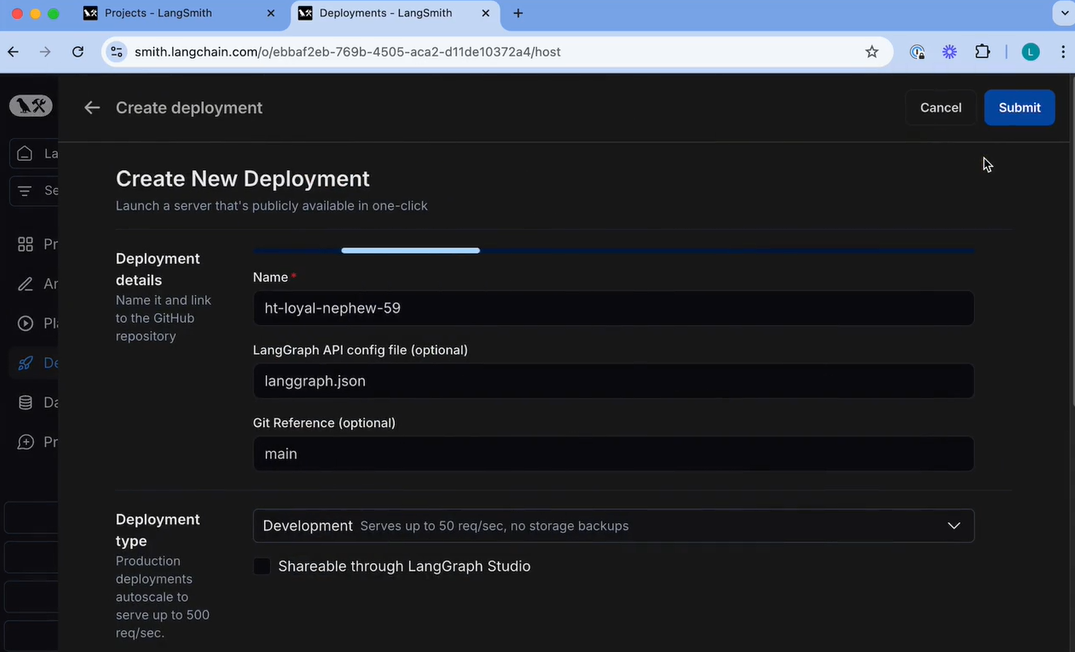 Projects - LangSmith
Deployments - LangSmith
smith.langchain.com/o/ebbaf2eb-769b-4505-aca2-d11de10372a4/host
L
Create deployment
Cancel
Submit
La
Se
Pr
An
Pla
De
Da
Pr
Create New Deployment
Launch a server that's publicly available in one-click
Deployment
details
Name it and link
to the GitHub
repository
Name *
ht-loyal-nephew-59
LangGraph API config file (optional)
langgraph.json
Git Reference (optional)
main
Deployment
type
Production
deployments
autoscale to
serve up to 500
req/sec.
Development Serves up to 50 req/sec, no storage backups
Shareable through LangGraph Studio